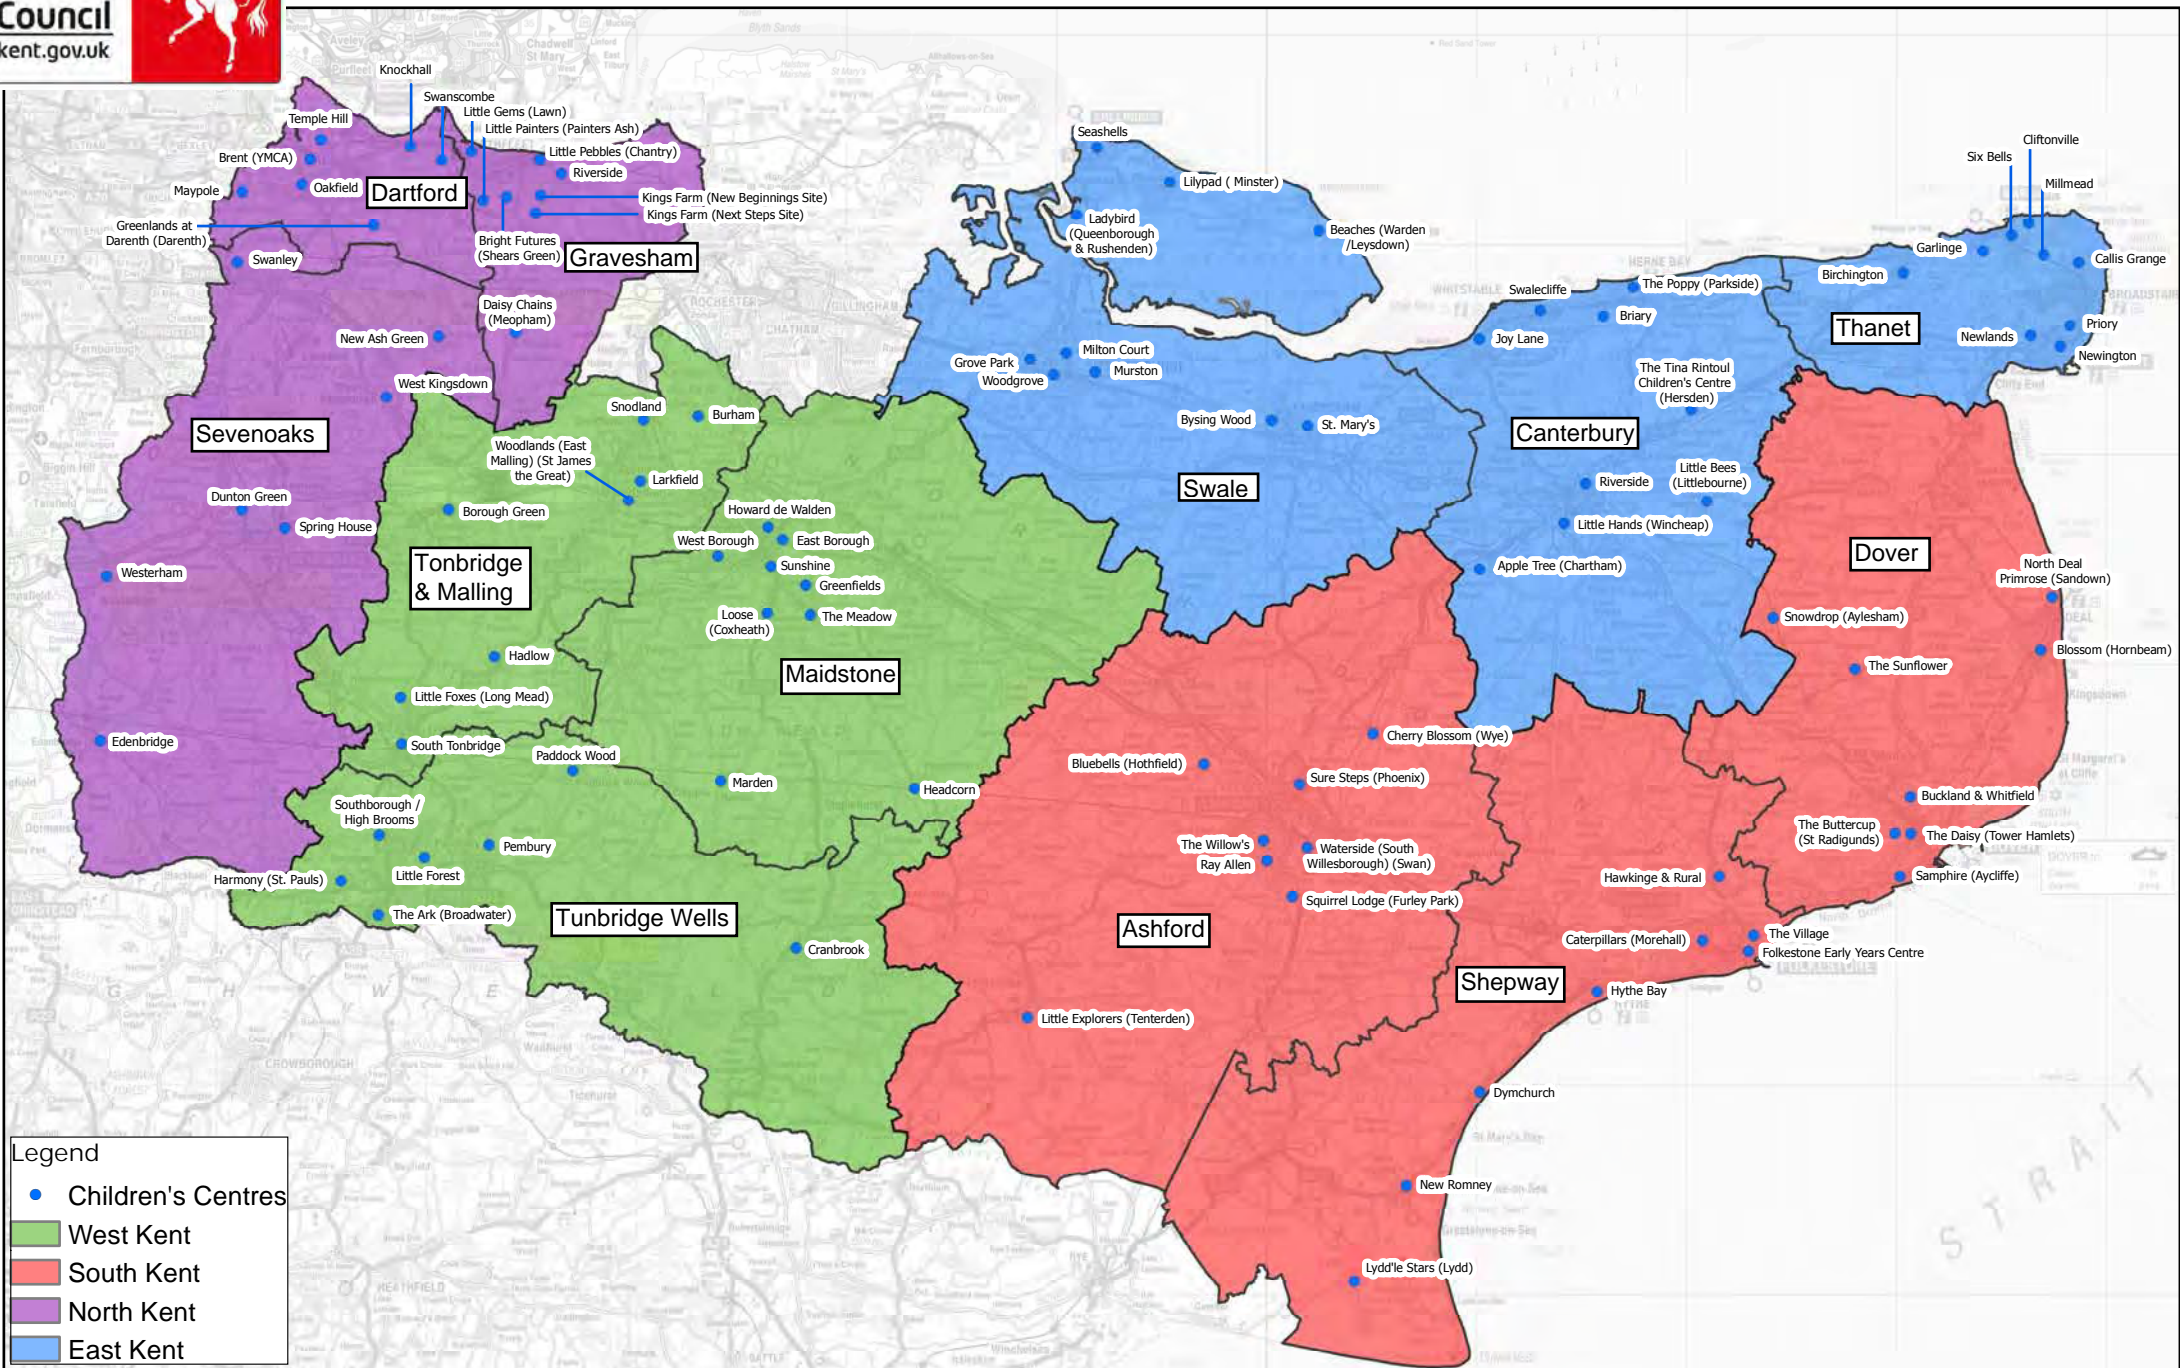 Council
kent.gov.uk
Knockhall
Swanscombe
Little Gems (Lawn)
Little Painters (Painters Ash)
Temple Hill
Brent (YMCA)
Little Pebbles (Chantry)
Riverside
Maypole
Oakfield
Dartford
Kings Farm (New Beginnings Site)
Kings Farm (Next Steps Site)
Greenlands at
Darenth (Darenth)
Bright Futures
(Shears Green)
Gravesham
Swanley
Daisy Chains
(Meopham)
New Ash Green
West Kingsdown
Sevenoaks
Dunton Green
Spring House
Westerham
Edenbridge
Seashells
Lilypad ( Minster)
Ladybird
(Queenborough
& Rushenden)
Beaches (Warden
/Leysdown)
Grove Park
Milton Court
Woodgrove
Murston
Bysing Wood
St. Mary's
Swale
Swalecliffe
The Poppy (Parkside)
Briary
Joy Lane
The Tina Rintoul
Children's Centre
(Hersden)
Canterbury
Riverside
Little Bees
(Littlebourne)
Little Hands (Wincheap)
Apple Tree (Chartham)
Cliftonville
Six Bells
Millmead
Garlinge
Callis Grange
Birchington
Thanet
Priory
Newlands
Newington
Snodland
Burham
Woodlands (East
Malling) (St James
the Great)
Larkfield
Borough Green
Tonbridge
& Malling
Hadlow
Little Foxes (Long Mead)
South Tonbridge
Howard de Walden
West Borough
East Borough
Sunshine
Greenfields
Loose
(Coxheath)
The Meadow
Maidstone
Marden
Headcorn
Paddock Wood
Southborough /
High Brooms
Pembury
Little Forest
Harmony (St. Pauls)
The Ark (Broadwater)
Tunbridge Wells
Cranbrook
Dover
North Deal
Primrose (Sandown)
Snowdrop (Aylesham)
Blossom (Hornbeam)
The Sunflower
Buckland & Whitfield
The Buttercup
(St Radigunds)
The Daisy (Tower Hamlets)
Samphire (Aycliffe)
Cherry Blossom (Wye)
Bluebells (Hothfield)
Sure Steps (Phoenix)
The Willow's
Ray Allen
Waterside (South
Willesborough) (Swan)
Squirrel Lodge (Furley Park)
Ashford
Little Explorers (Tenterden)
Hawkinge & Rural
Caterpillars (Morehall)
The Village
Folkestone Early Years Centre
Shepway
Hythe Bay
Dymchurch
New Romney
Lydd'le Stars (Lydd)
STRAIT
Legend
Children's Centres
West Kent
South Kent
North Kent
East Kent